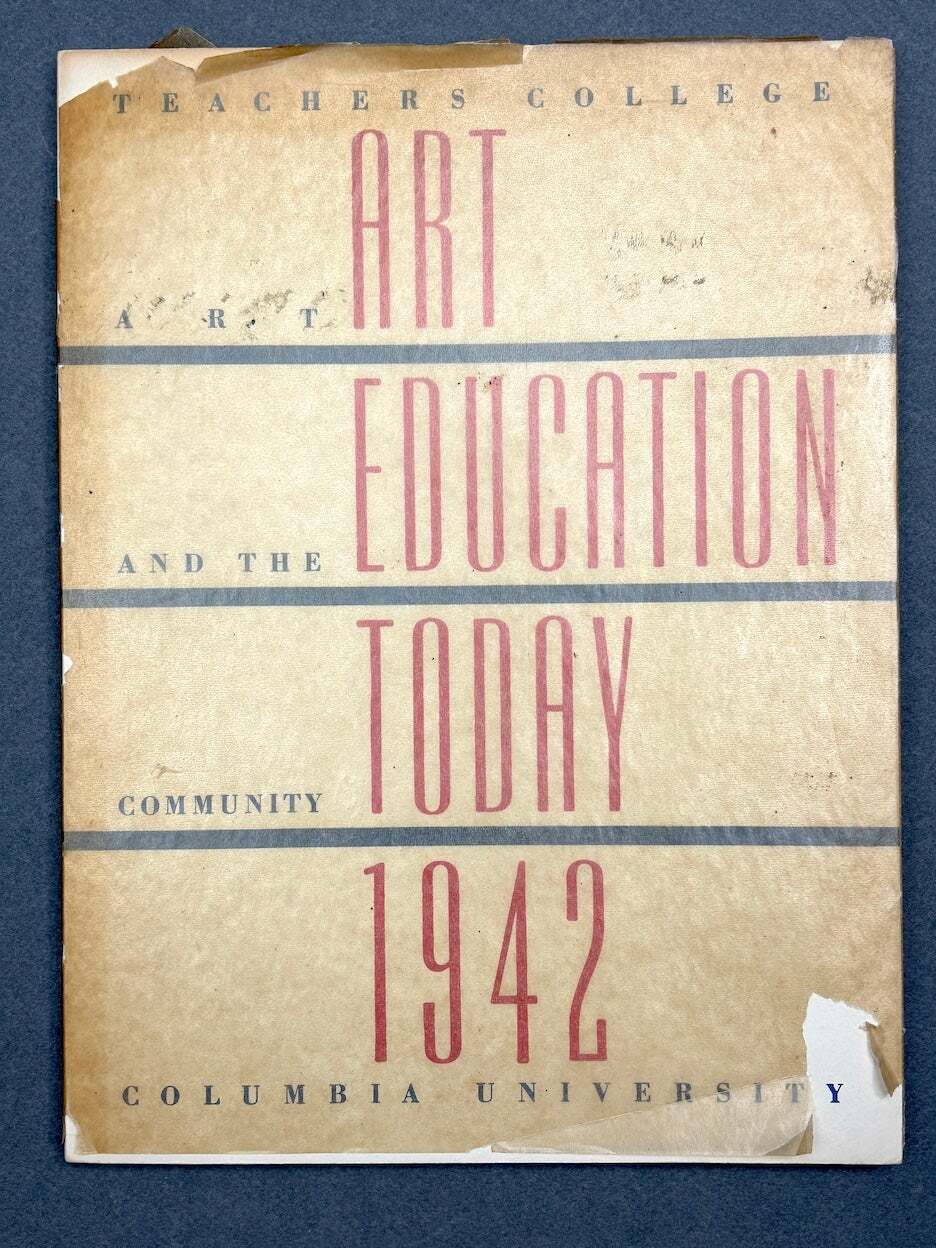 TEACHERS COLLEGE
ART
ART
EDUCATION
AND THE
TODAY
COMMUNITY
1942
COLUMBIA UNIVERSITY